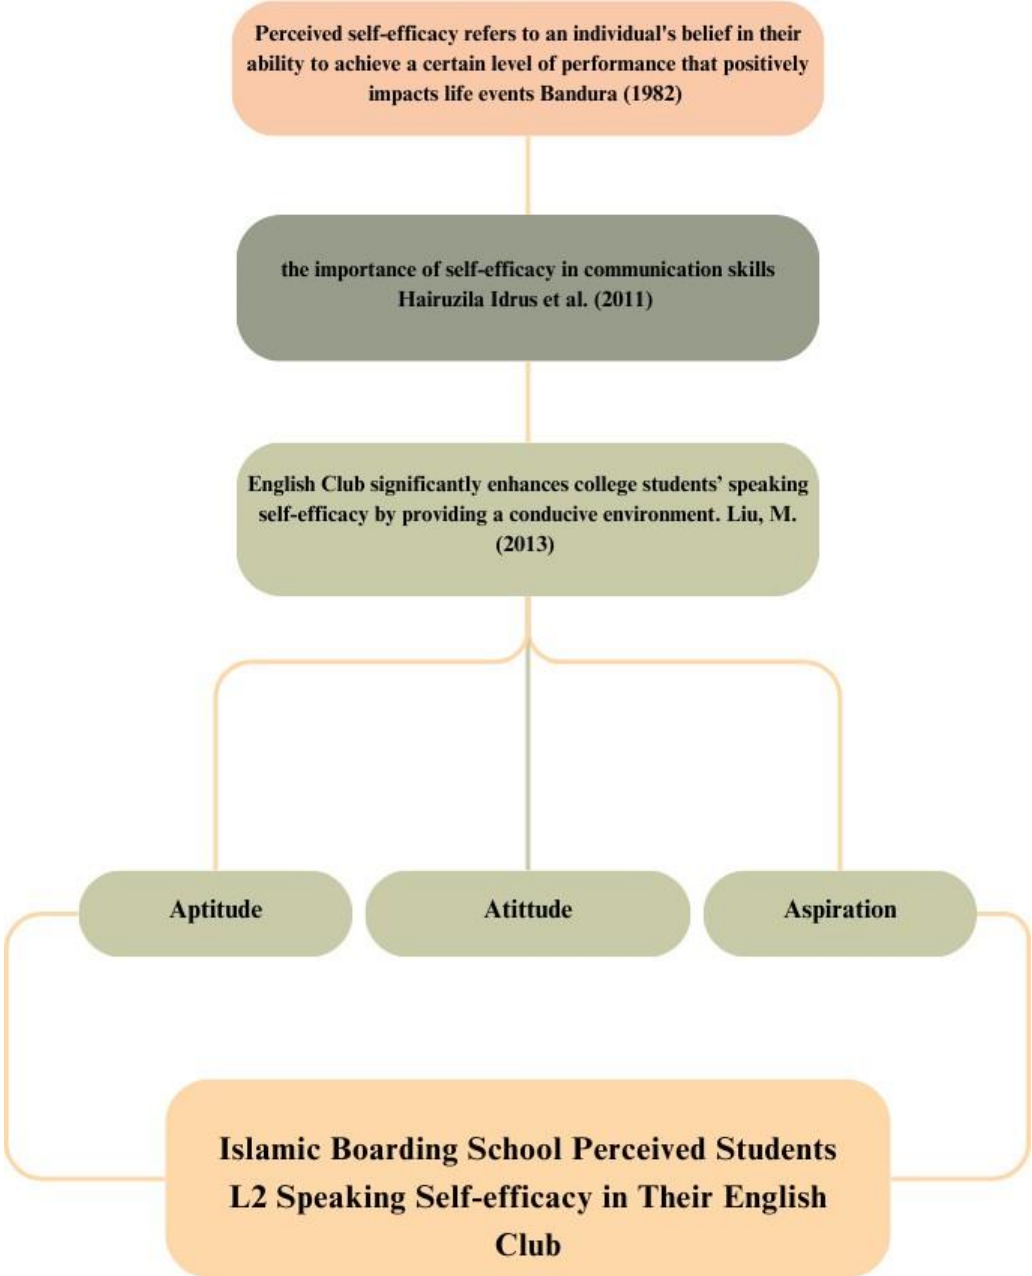 Perceived self-efficacy refers to an individual's belief in their
ability to achieve a certain level of performance that positively
impacts life events Bandura (1982)
the importance of self-efficacy in communication skills
Hairuzila Idrus et al. (2011)
English Club significantly enhances college students’ speaking
self-efficacy by providing a conducive environment. Liu, M.
(2013)
Aptitude
Atittude
Aspiration
Islamic Boarding School Perceived Students
L2 Speaking Self-efficacy in Their English
Club